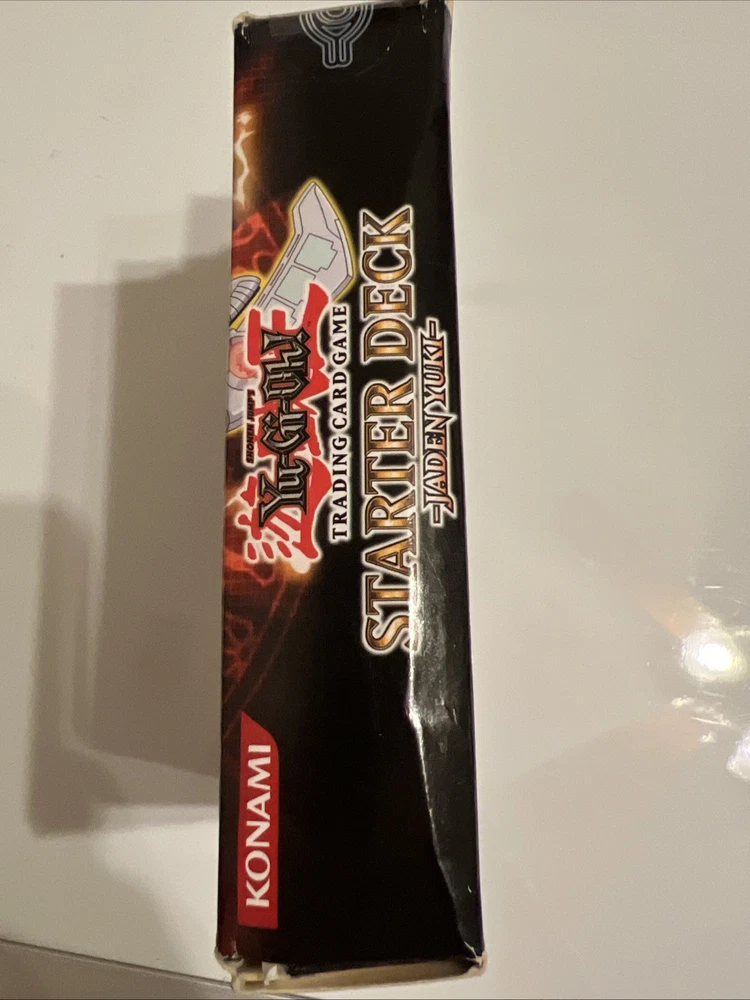 SHONEN JUMP'S
Yu-Gi-Oh!
TRADING CARD GAME
STARTER DECK
-JADEN YUKI-
KONAMI